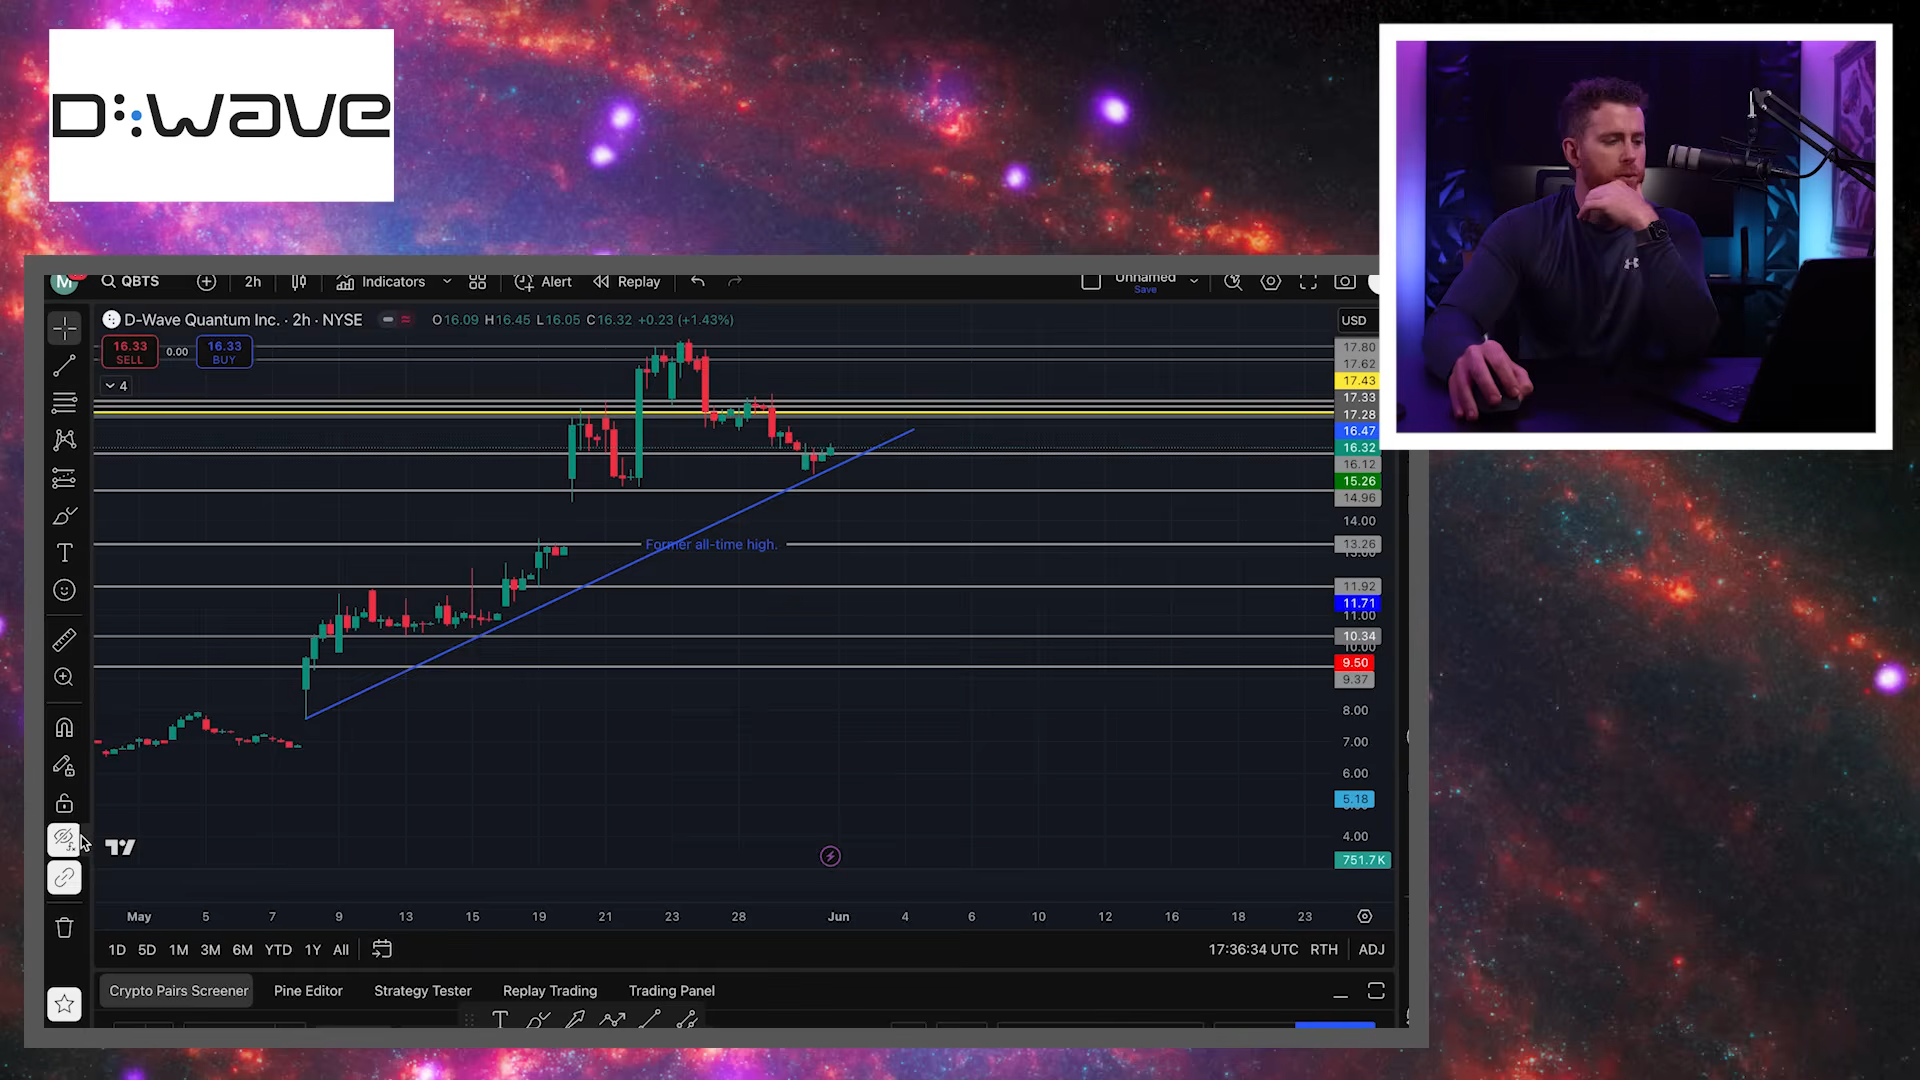 D:wave
M
QBTS
2h
Indicators
Alert
Replay
Unnamed
Save
D-Wave Quantum Inc. · 2h · NYSE
O16.09 H16.45 L16.05 C16.32 +0.23 (+1.43%)
USD
16.33
SELL
0.00
16.33
BUY
4
17.80
17.62
17.43
17.33
17.28
16.47
16.32
16.12
15.26
14.96
14.00
Former all-time high.
13.26
11.92
11.71
11.00
10.34
10.00
9.50
9.37
8.00
7.00
6.00
5.18
4.00
751.7K
May 5 7 9 13 15 19 21 23 28 Jun 4 6 10 12 16 18 23
1D 5D 1M 3M 6M YTD 1Y All
17:36:34 UTC RTH ADJ
Crypto Pairs Screener Pine Editor Strategy Tester Replay Trading Trading Panel